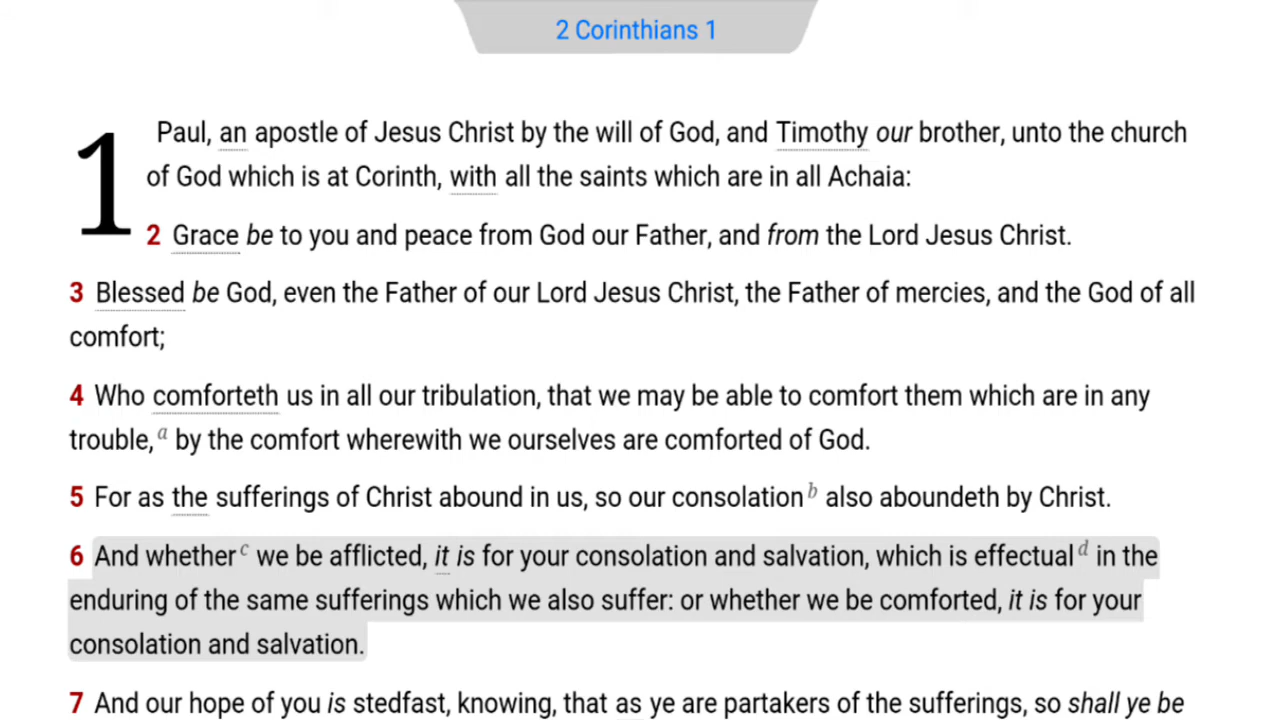 2 Corinthians 1
1 Paul, an apostle of Jesus Christ by the will of God, and Timothy our brother, unto the church
of God which is at Corinth, with all the saints which are in all Achaia:
2 Grace be to you and peace from God our Father, and from the Lord Jesus Christ.
3 Blessed be God, even the Father of our Lord Jesus Christ, the Father of mercies, and the God of all
comfort;
4 Who comforteth us in all our tribulation, that we may be able to comfort them which are in any
trouble, a by the comfort wherewith we ourselves are comforted of God.
5 For as the sufferings of Christ abound in us, so our consolation b also aboundeth by Christ.
6 And whether c we be afflicted, it is for your consolation and salvation, which is effectual d in the
enduring of the same sufferings which we also suffer: or whether we be comforted, it is for your
consolation and salvation.
7 And our hope of you is stedfast, knowing, that as ye are partakers of the sufferings, so shall ye be